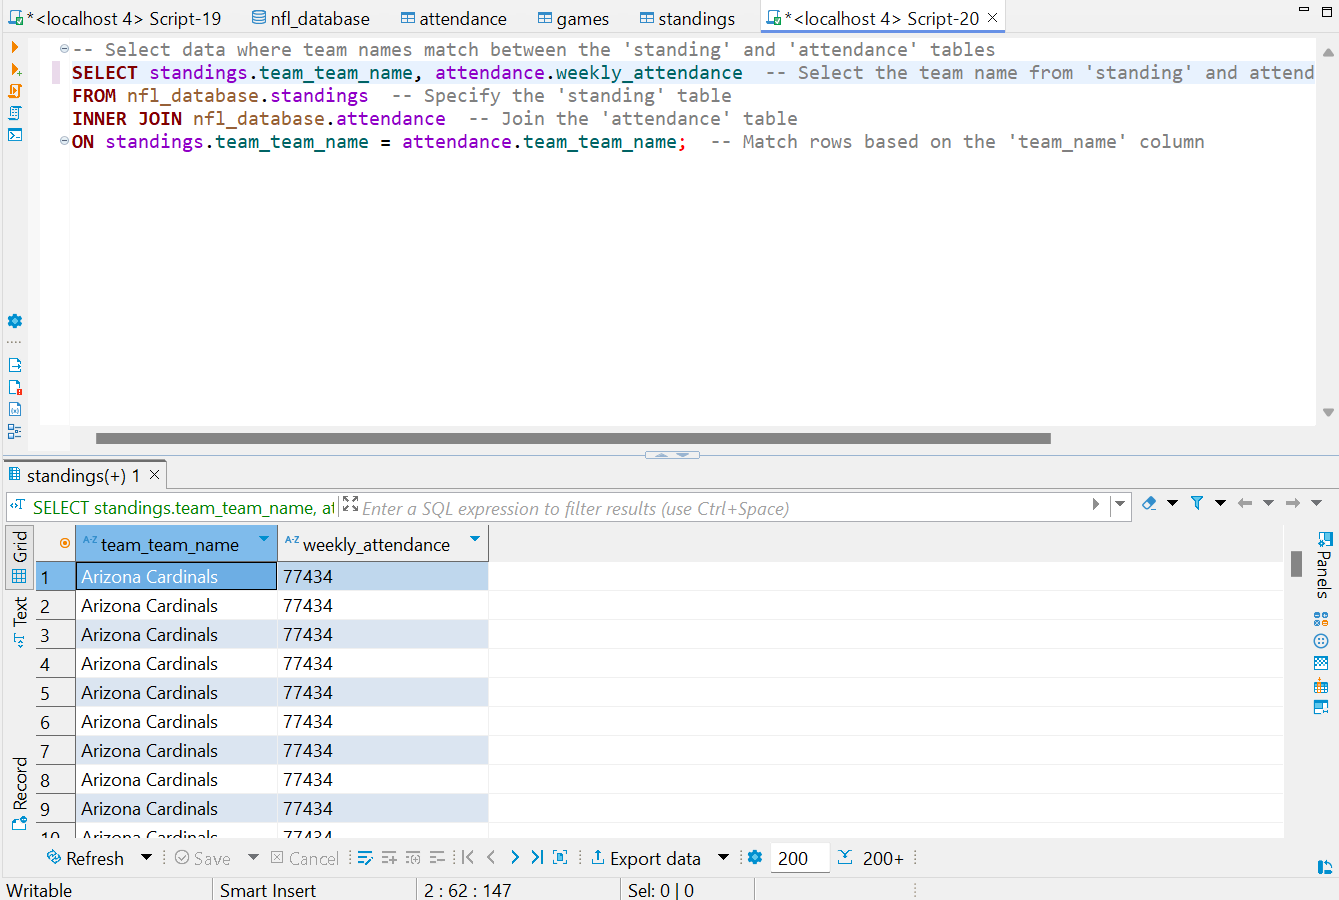 *<localhost 4> Script-19 nfl_database attendance games standings *<localhost 4> Script-20
-- Select data where team names match between the 'standing' and 'attendance' tables
SELECT standings.team_team_name, attendance.weekly_attendance -- Select the team name from 'standing' and attend
FROM nfl_database.standings -- Specify the 'standing' table
INNER JOIN nfl_database.attendance -- Join the 'attendance' table
ON standings.team_team_name = attendance.team_team_name; -- Match rows based on the 'team_name' column
standings(+) 1
SELECT standings.team_team_name, at Enter a SQL expression to filter results (use Ctrl+Space)
Grid
Text
Record
A-Z team_team_name A-Z weekly_attendance
1 Arizona Cardinals 77434
2 Arizona Cardinals 77434
3 Arizona Cardinals 77434
4 Arizona Cardinals 77434
5 Arizona Cardinals 77434
6 Arizona Cardinals 77434
7 Arizona Cardinals 77434
8 Arizona Cardinals 77434
9 Arizona Cardinals 77434
10 Arizona Cardinals 77434
Panels
Refresh Save Cancel Export data 200 200+
Writable Smart Insert 2 : 62 : 147 Sel: 0 | 0